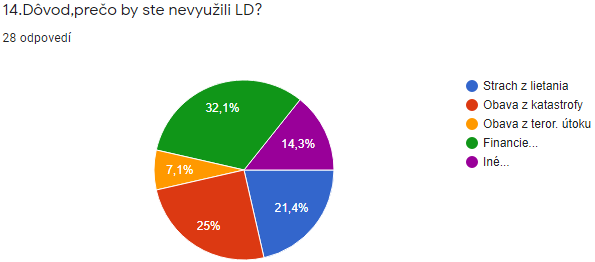 14.Dôvod,prečo by ste nevyužili LD?
28 odpovedí
Strach z lietania
Obava z katastrofy
Obava z teror. útoku
Financie...
Iné...
32,1%
14,3%
7,1%
21,4%
25%